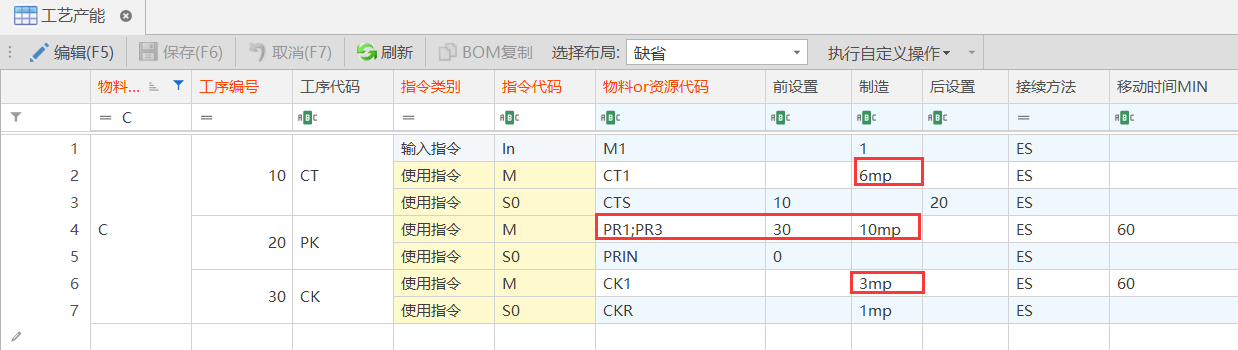 工艺产能
编辑(F5) 保存(F6) 取消(F7) 刷新 BOM复制 选择布局: 缺省 执行自定义操作
物料... 工序编号 工序代码 指令类别 指令代码 物料or资源代码 前设置 制造 后设置 接续方法 移动时间MIN
= C = ABC = ABC ABC ABC ABC ABC = ABC
1 输入指令 In M1 1 ES
2 C 10 CT 使用指令 M CT1 6mp ES
3 使用指令 S0 CTS 10 20 ES
4 20 PK 使用指令 M PR1;PR3 30 10mp ES 60
5 使用指令 S0 PRIN 0 ES
6 30 CK 使用指令 M CK1 3mp ES 60
7 使用指令 S0 CKR 1mp ES